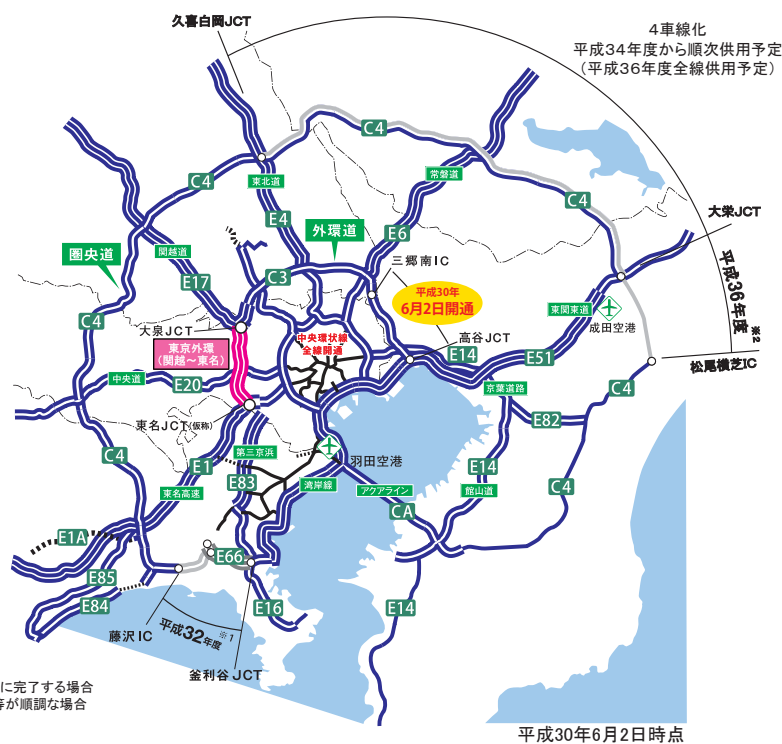 久喜白岡JCT
4車線化
平成34年度から順次供用予定
(平成36年度全線供用予定)
C4
C4
東北道
常磐道
C4
E4
大栄JCT
外環道
E6
圏央道
関越道
三郷南IC
C3
E17
平成30年
6月2日開通
平成36年度
※2
東関東道
成田空港
C4
大泉JCT
中央環状線
全線開通
高谷JCT
東京外環
(関越~東名)
E14
E51
松尾横芝IC
中央道
E20
京葉道路
C4
E82
東名JCT(仮称)
C4
第三京浜
羽田空港
E1
E14
E83
東名高速
湾岸線
アクアライン
館山道
C4
CA
E1A
E66
E85
E84
E16
E14
平成32年度
※1
藤沢IC
釜利谷JCT
に完了する場合
等が順調な場合
平成30年6月2日時点